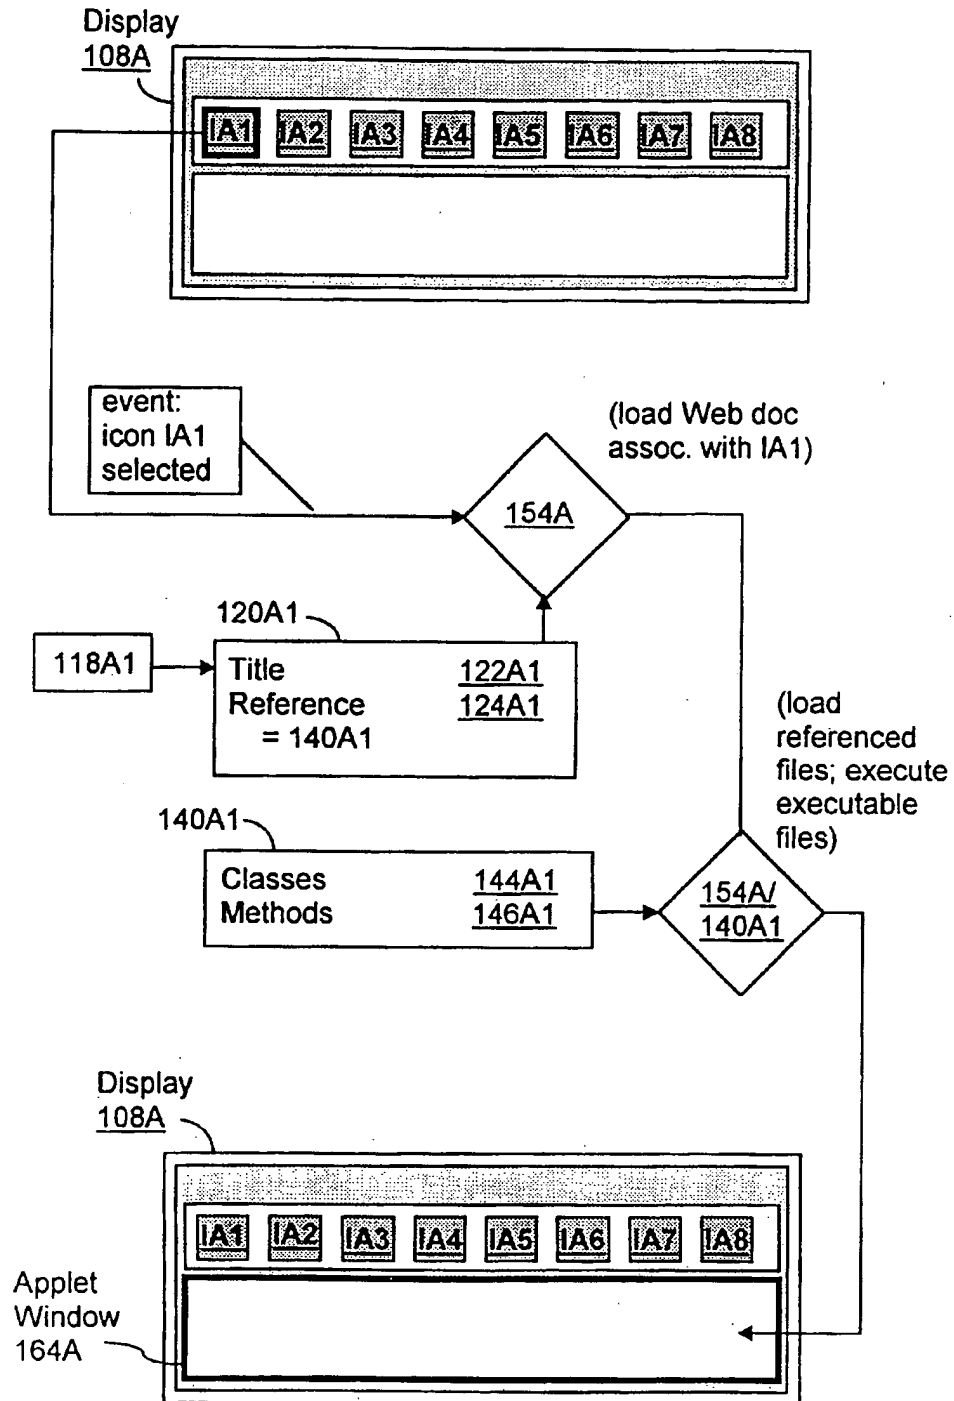 Display
108A
IA1 IA2 IA3 IA4 IA5 IA6 IA7 IA8
event:
icon IA1
selected
(load Web doc
assoc. with IA1)
154A
120A1
118A1
Title 122A1
Reference 124A1
= 140A1
(load
referenced
files; execute
executable
files)
140A1
Classes 144A1
Methods 146A1
154A/
140A1
Display
108A
IA1 IA2 IA3 IA4 IA5 IA6 IA7 IA8
Applet
Window
164A